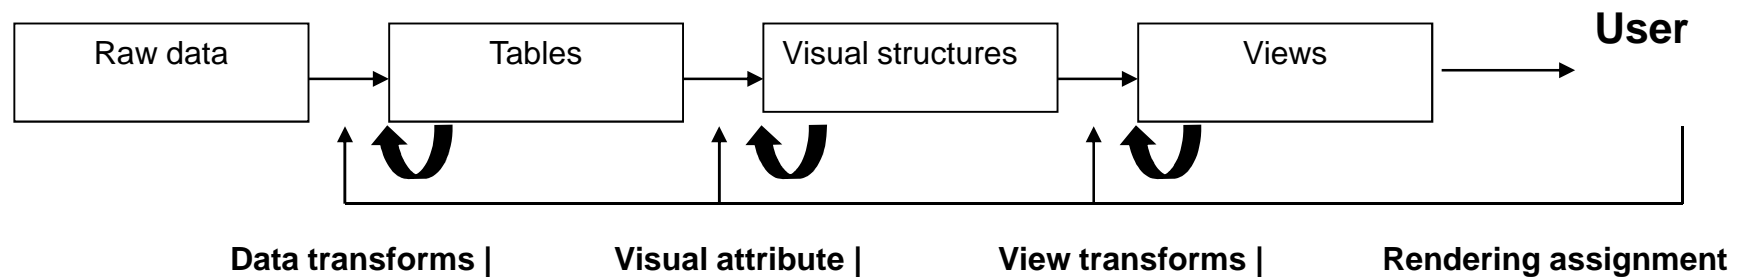 User
Raw data
Tables
Visual structures
Views
Data transforms |
Visual attribute |
View transforms |
Rendering assignment